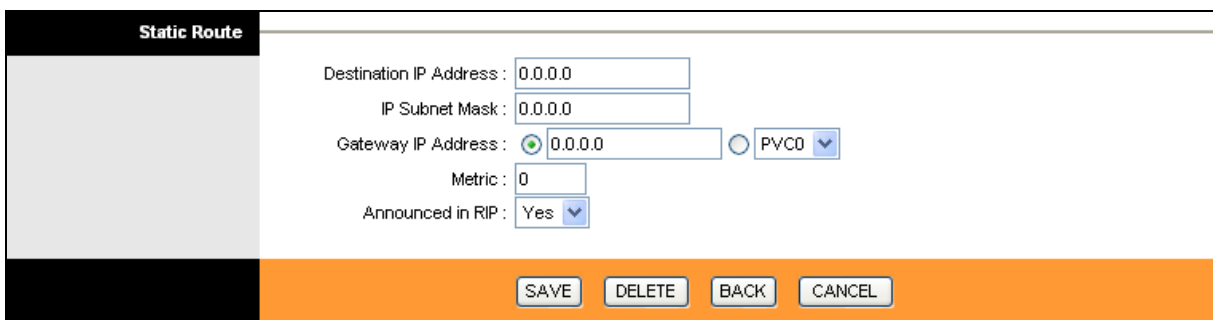 Static Route
Destination IP Address : 0.0.0.0
IP Subnet Mask : 0.0.0.0
Gateway IP Address : 0.0.0.0 PVC0
Metric : 0
Announced in RIP : Yes
SAVE DELETE BACK CANCEL